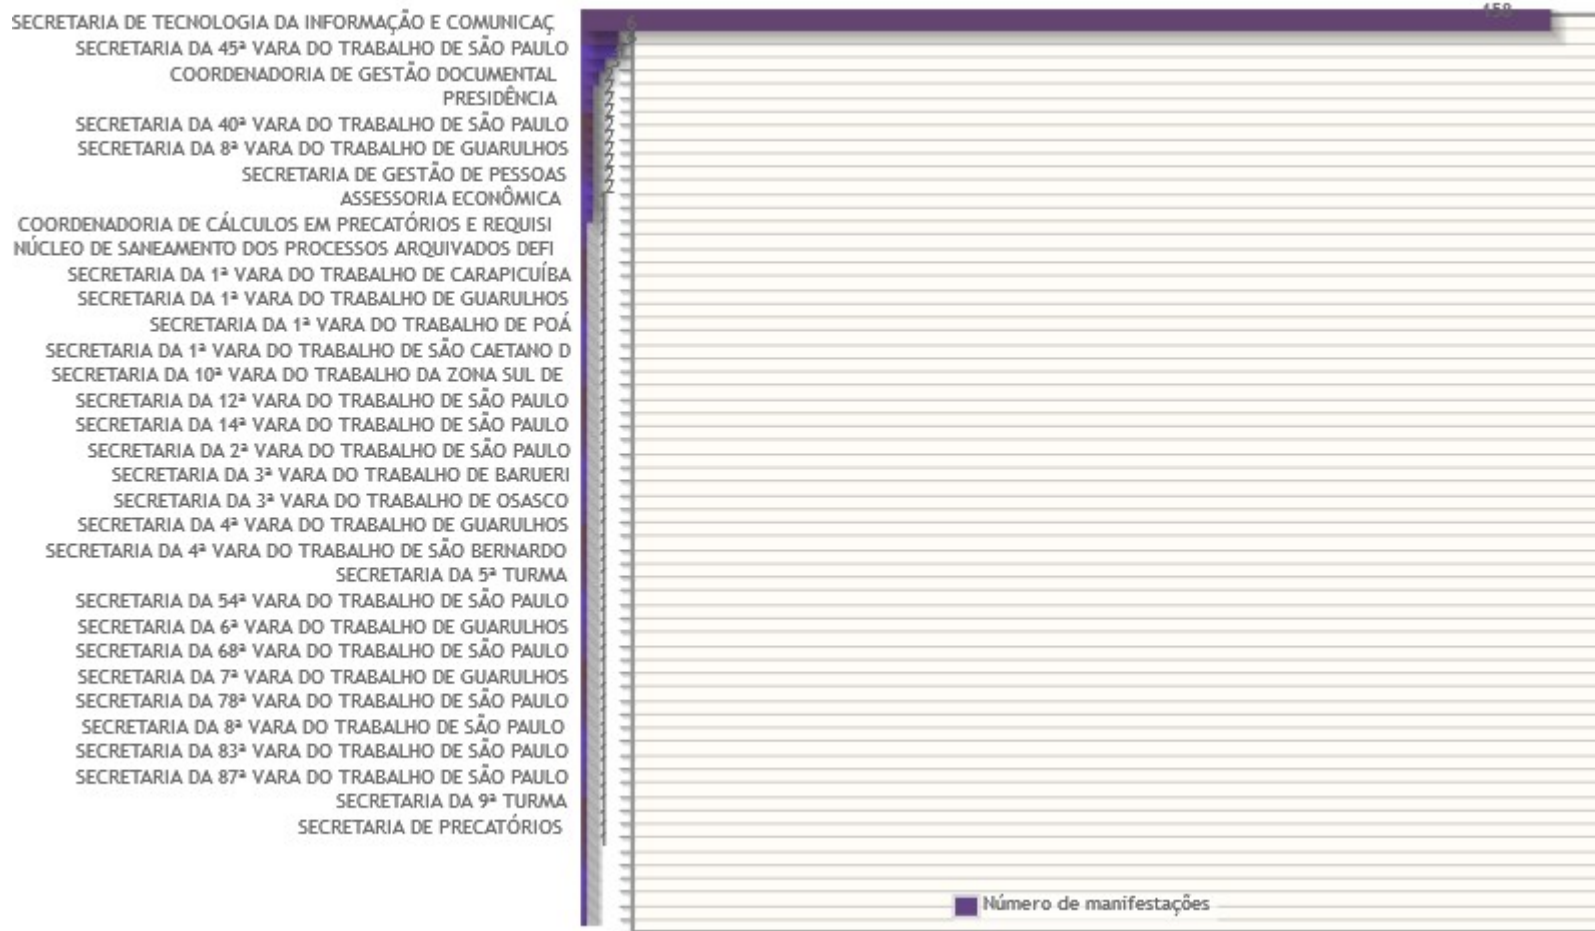 SECRETARIA DE TECNOLOGIA DA INFORMAÇÃO E COMUNICAÇ
6
SECRETARIA DA 45ª VARA DO TRABALHO DE SÃO PAULO
COORDENADORIA DE GESTÃO DOCUMENTAL
2
PRESIDÊNCIA
2
2
SECRETARIA DA 40ª VARA DO TRABALHO DE SÃO PAULO
2
2
SECRETARIA DA 8ª VARA DO TRABALHO DE GUARULHOS
2
2
SECRETARIA DE GESTÃO DE PESSOAS
2
2
ASSESSORIA ECONÔMICA
COORDENADORIA DE CÁLCULOS EM PRECATÓRIOS E REQUISI
NÚCLEO DE SANEAMENTO DOS PROCESSOS ARQUIVADOS DEFI
SECRETARIA DA 1ª VARA DO TRABALHO DE CARAPICUÍBA
SECRETARIA DA 1ª VARA DO TRABALHO DE GUARULHOS
SECRETARIA DA 1ª VARA DO TRABALHO DE POÁ
SECRETARIA DA 1ª VARA DO TRABALHO DE SÃO CAETANO D
SECRETARIA DA 10ª VARA DO TRABALHO DA ZONA SUL DE
SECRETARIA DA 12ª VARA DO TRABALHO DE SÃO PAULO
SECRETARIA DA 14ª VARA DO TRABALHO DE SÃO PAULO
SECRETARIA DA 2ª VARA DO TRABALHO DE SÃO PAULO
SECRETARIA DA 3ª VARA DO TRABALHO DE BARUERI
SECRETARIA DA 3ª VARA DO TRABALHO DE OSASCO
SECRETARIA DA 4ª VARA DO TRABALHO DE GUARULHOS
SECRETARIA DA 4ª VARA DO TRABALHO DE SÃO BERNARDO
SECRETARIA DA 5ª TURMA
SECRETARIA DA 54ª VARA DO TRABALHO DE SÃO PAULO
SECRETARIA DA 6ª VARA DO TRABALHO DE GUARULHOS
SECRETARIA DA 68ª VARA DO TRABALHO DE SÃO PAULO
SECRETARIA DA 7ª VARA DO TRABALHO DE GUARULHOS
SECRETARIA DA 78ª VARA DO TRABALHO DE SÃO PAULO
SECRETARIA DA 8ª VARA DO TRABALHO DE SÃO PAULO
SECRETARIA DA 83ª VARA DO TRABALHO DE SÃO PAULO
SECRETARIA DA 87ª VARA DO TRABALHO DE SÃO PAULO
SECRETARIA DA 9ª TURMA
SECRETARIA DE PRECATÓRIOS
Número de manifestações